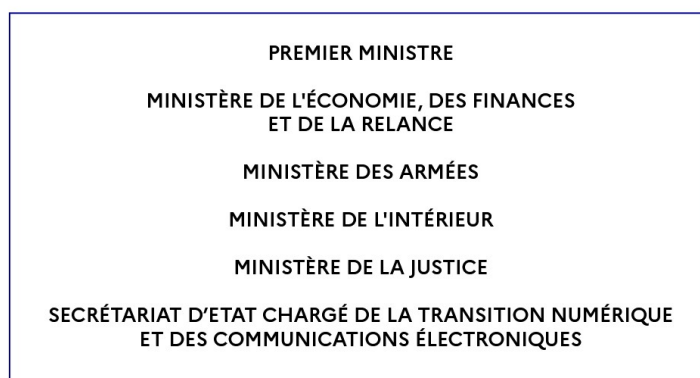 PREMIER MINISTRE
MINISTÈRE DE L'ÉCONOMIE, DES FINANCES
ET DE LA RELANCE
MINISTÈRE DES ARMÉES
MINISTÈRE DE L'INTÉRIEUR
MINISTÈRE DE LA JUSTICE
SECRÉTARIAT D’ETAT CHARGÉ DE LA TRANSITION NUMÉRIQUE
ET DES COMMUNICATIONS ÉLECTRONIQUES